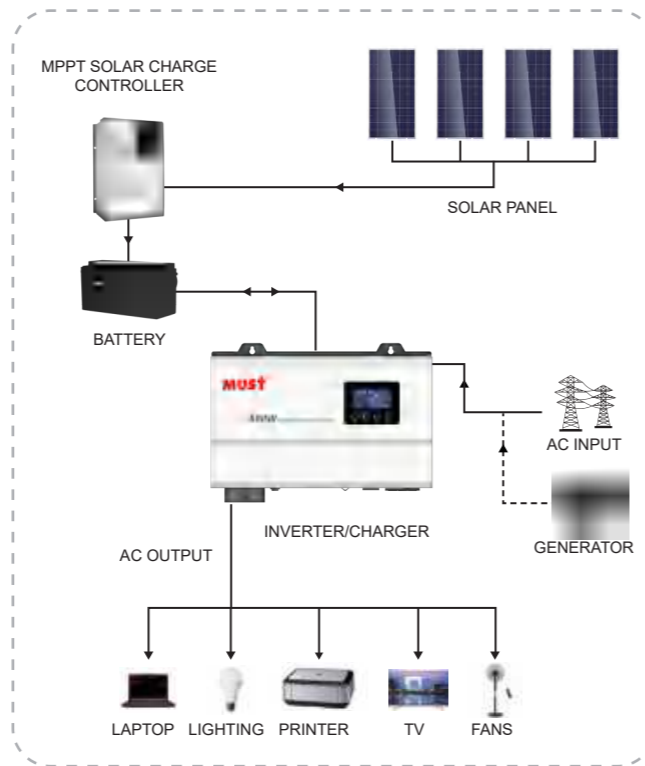 MPPT SOLAR CHARGE
CONTROLLER
SOLAR PANEL
BATTERY
MUST
AC INPUT
INVERTER/CHARGER
GENERATOR
AC OUTPUT
LAPTOP
LIGHTING
PRINTER
TV
FANS